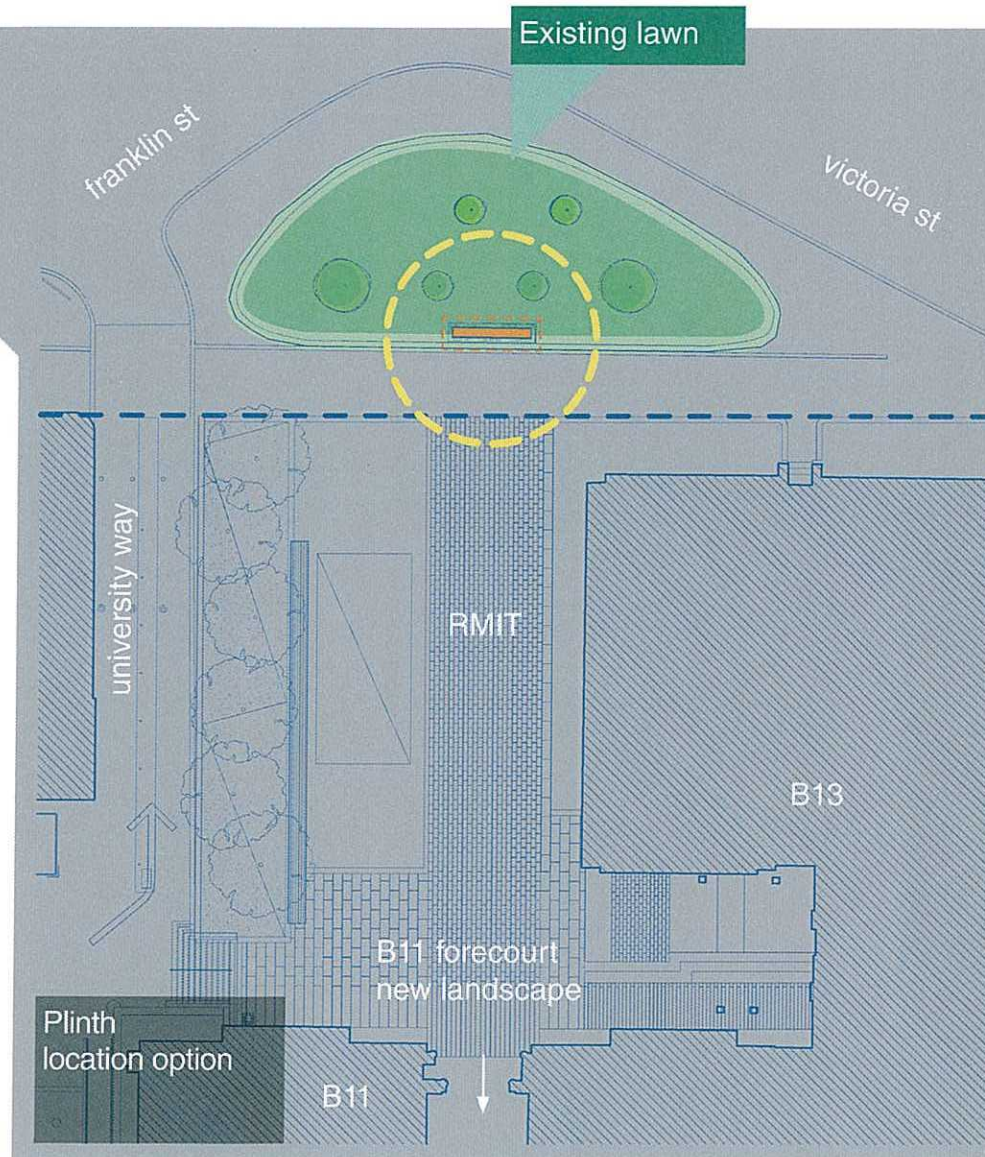 Existing lawn
franklin st
victoria st
university way
RMIT
B13
B11 forecourt
new landscape
Plinth
location option
B11